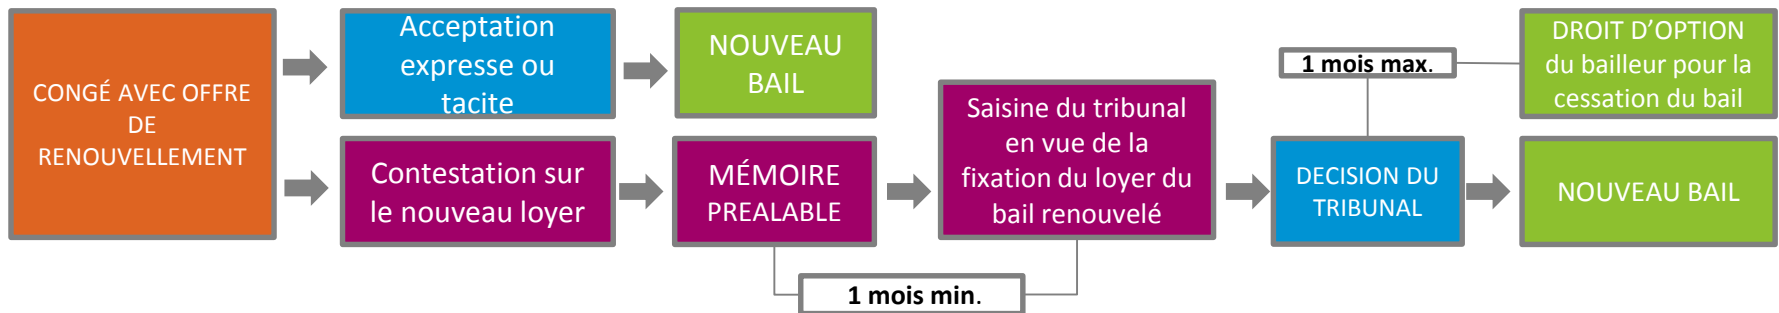 CONGÉ AVEC OFFRE
DE
RENOUVELLEMENT
Acceptation
expresse ou
tacite
NOUVEAU
BAIL
Contestation sur
le nouveau loyer
MÉMOIRE
PREALABLE
1 mois min.
Saisine du tribunal
en vue de la
fixation du loyer du
bail renouvelé
1 mois max.
DECISION DU
TRIBUNAL
DROIT D’OPTION
du bailleur pour la
cessation du bail
NOUVEAU BAIL